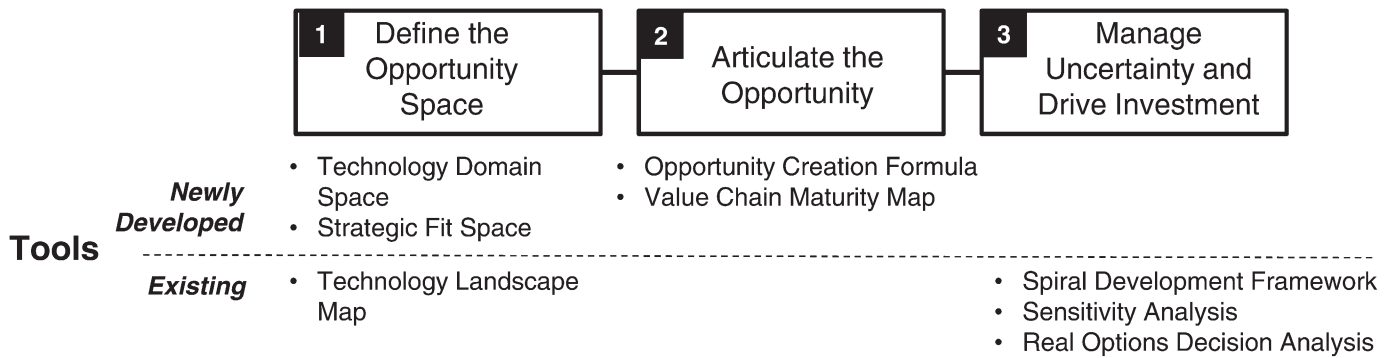 1
Define the
Opportunity
Space
2
Articulate the
Opportunity
3
Manage
Uncertainty and
Drive Investment
Tools
Newly
Developed
• Technology Domain
Space
• Strategic Fit Space
• Opportunity Creation Formula
• Value Chain Maturity Map
Existing
• Technology Landscape
Map
• Spiral Development Framework
• Sensitivity Analysis
• Real Options Decision Analysis